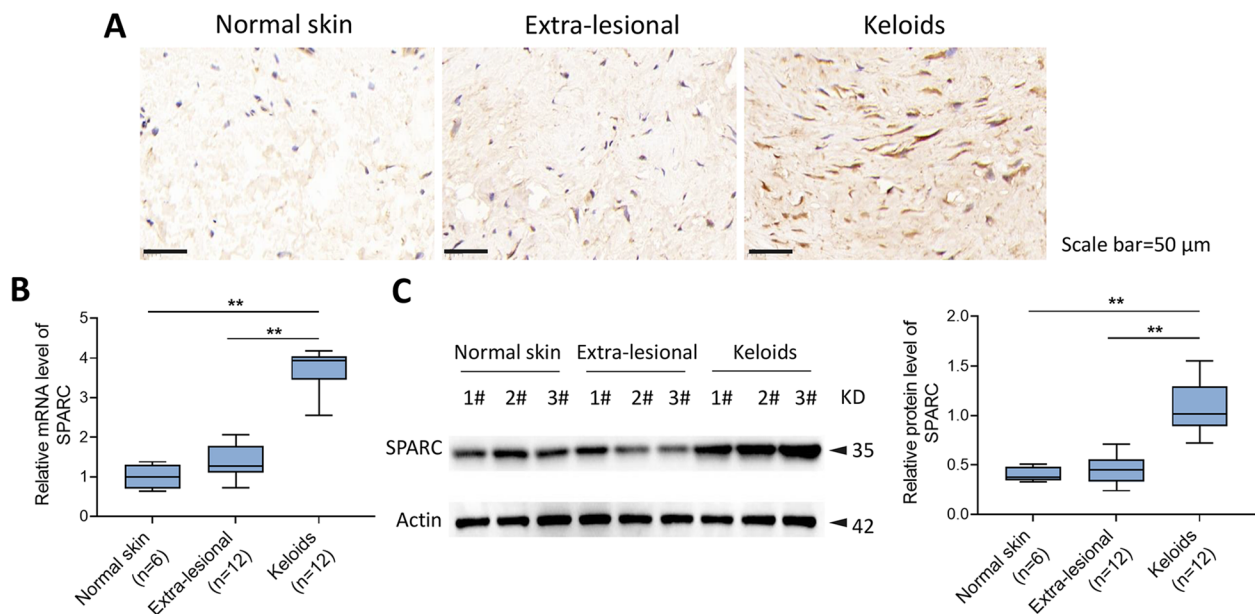 A
Normal skin
Extra-lesional
Keloids
Scale bar=50 µm
B
Relative mRNA level of
SPARC
5
4
3
2
1
0
**
**
Normal skin
(n=6)
Extra-lesional
(n=12)
Keloids
(n=12)
C
Normal skin Extra-lesional Keloids
1# 2# 3# 1# 2# 3# 1# 2# 3# KD
SPARC 35
Actin 42
Relative protein level of
SPARC
2.0
1.5
1.0
0.5
0.0
**
**
Normal skin
(n=6)
Extra-lesional
(n=12)
Keloids
(n=12)